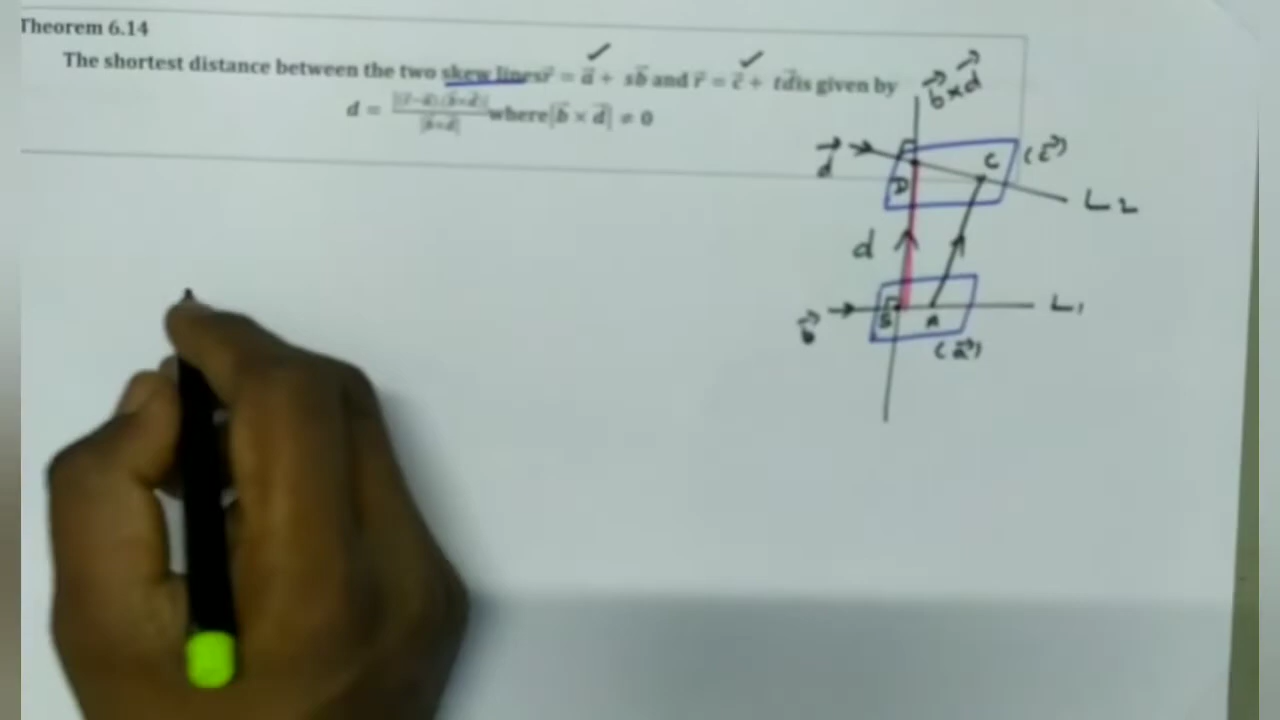 Theorem 6.14
The shortest distance between the two skew lines r⃗ = a⃗ + sb⃗ and r⃗ = c⃗ + td⃗ is given by
d = |(c⃗−a⃗).(b⃗×d⃗)| / |b⃗×d⃗| where |b⃗ × d⃗| ≠ 0
b⃗×d⃗
d⃗ D C (c⃗)
L2
d
b⃗ B A L1
(a⃗)